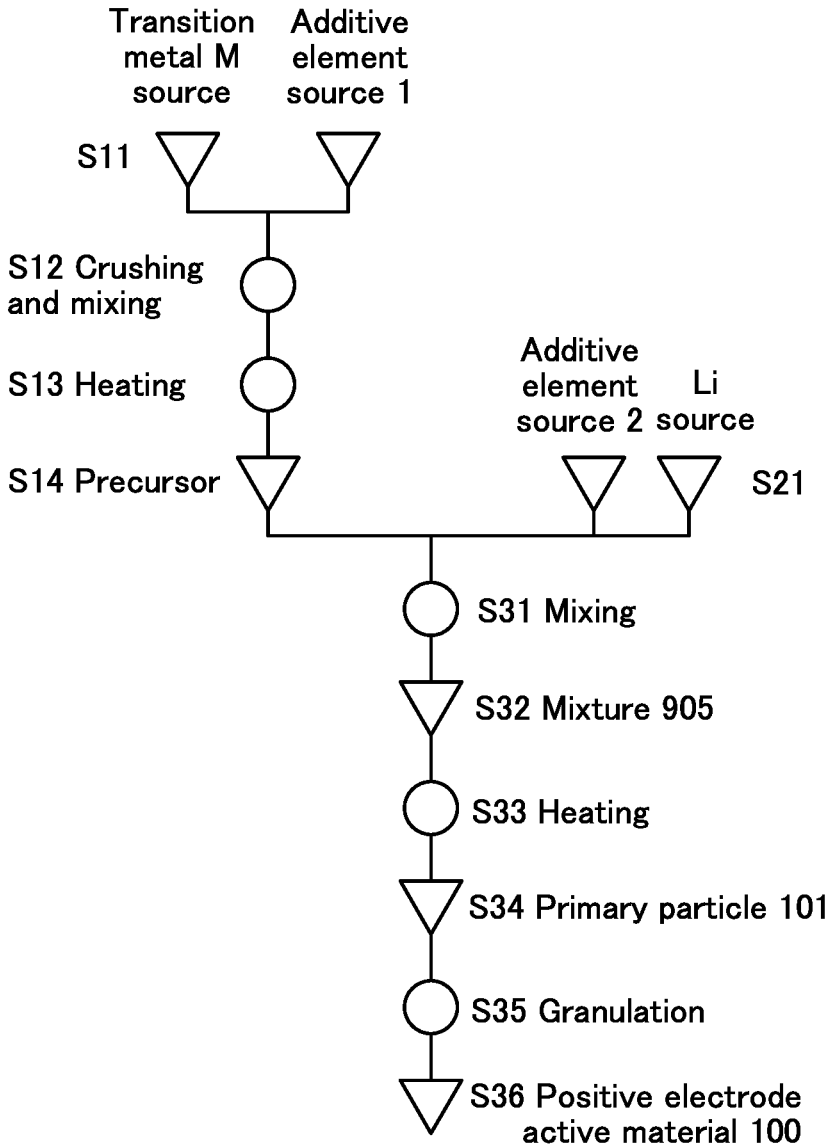 Transition
metal M
source
Additive
element
source 1
S11
S12 Crushing
and mixing
S13 Heating
Additive
element
source 2
Li
source
S14 Precursor
S21
S31 Mixing
S32 Mixture 905
S33 Heating
S34 Primary particle 101
S35 Granulation
S36 Positive electrode
active material 100